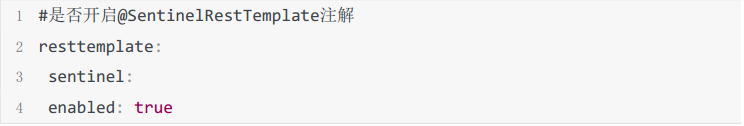 1 #是否开启@SentinelRestTemplate注解
2 resttemplate:
3  sentinel:
4  enabled: true